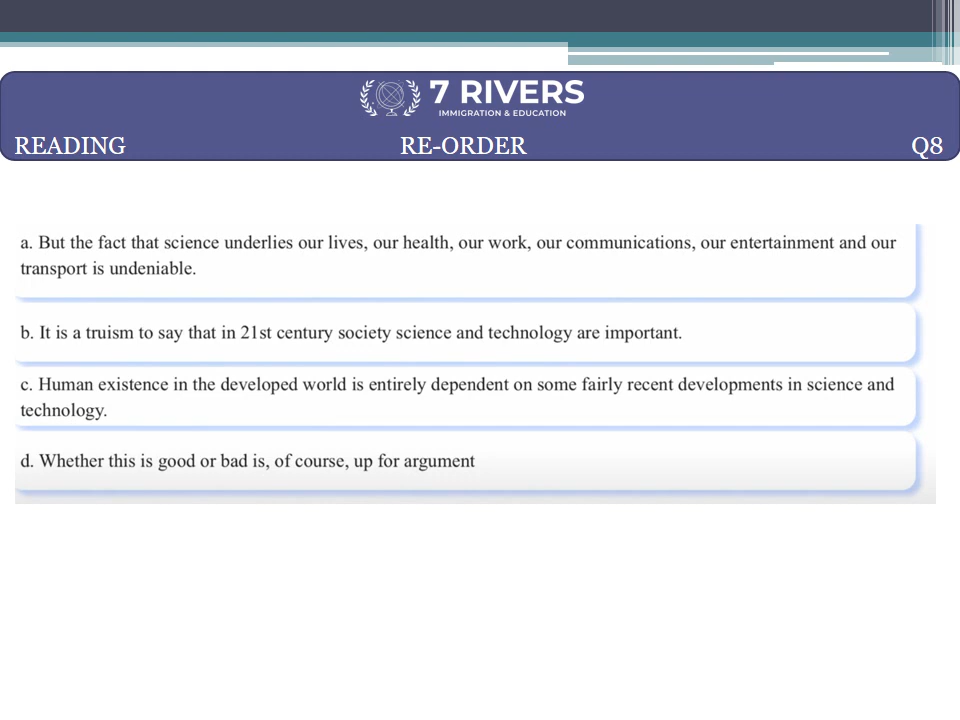 7 RIVERS
IMMIGRATION & EDUCATION
READING RE-ORDER Q8
a. But the fact that science underlies our lives, our health, our work, our communications, our entertainment and our
transport is undeniable.
b. It is a truism to say that in 21st century society science and technology are important.
c. Human existence in the developed world is entirely dependent on some fairly recent developments in science and
technology.
d. Whether this is good or bad is, of course, up for argument